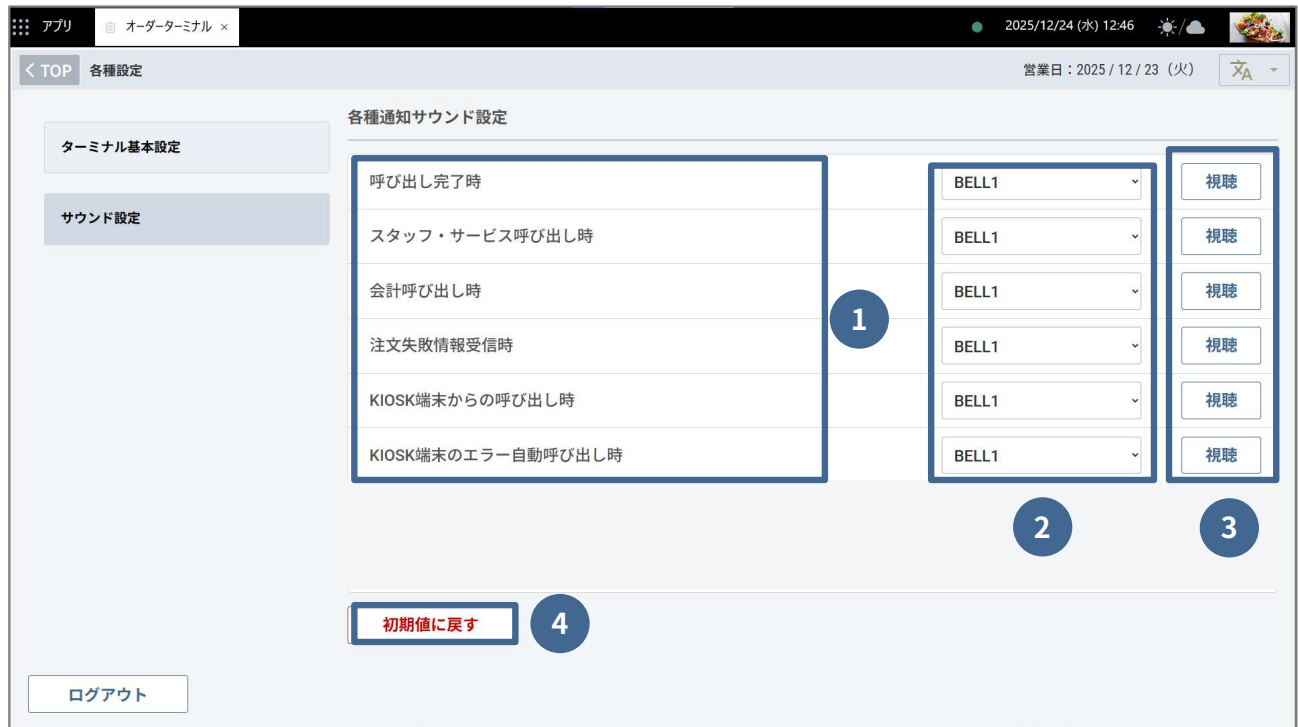 アプリ オーダーターミナル × 2025/12/24 (水) 12:46
< TOP 各種設定 営業日：2025 / 12 / 23（火） 文A
各種通知サウンド設定
ターミナル基本設定
サウンド設定
呼び出し完了時 BELL1 視聴
スタッフ・サービス呼び出し時 BELL1 視聴
会計呼び出し時 BELL1 視聴
1
注文失敗情報受信時 BELL1 視聴
KIOSK端末からの呼び出し時 BELL1 視聴
KIOSK端末のエラー自動呼び出し時 BELL1 視聴
2 3
初期値に戻す 4
ログアウト